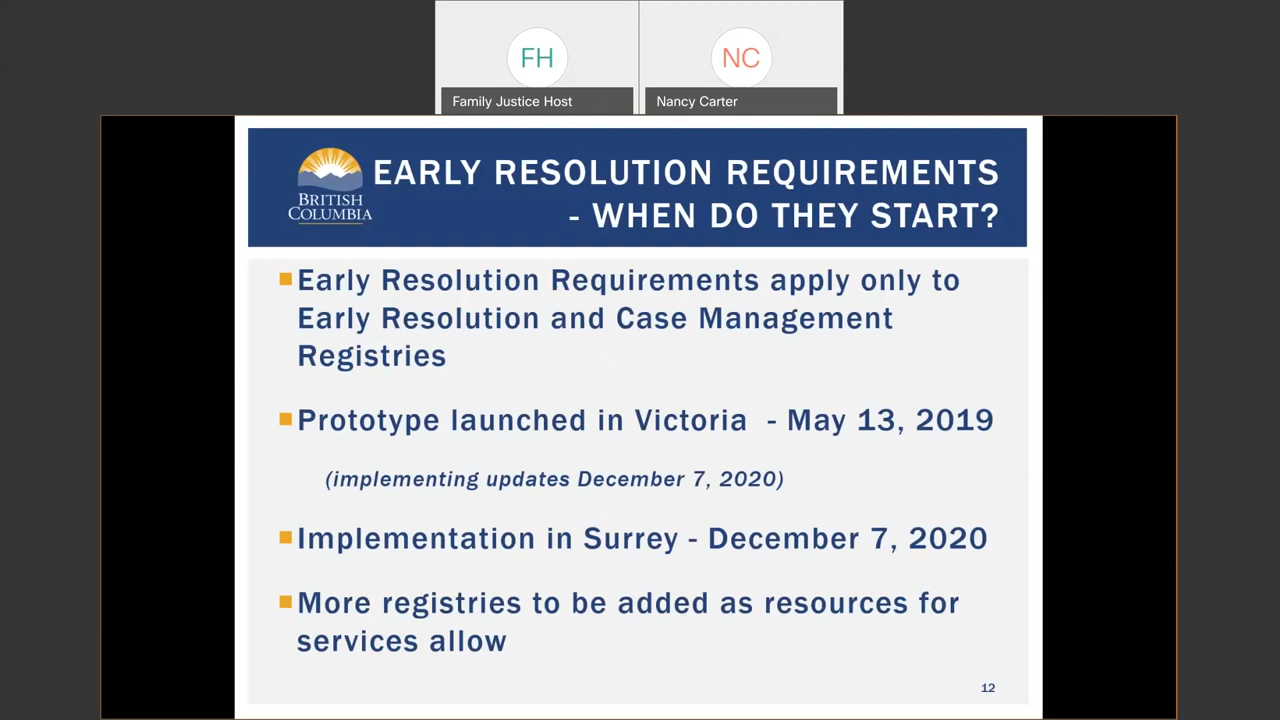 FH
NC
Family Justice Host
Nancy Carter
BRITISH
COLUMBIA
EARLY RESOLUTION REQUIREMENTS
- WHEN DO THEY START?
Early Resolution Requirements apply only to
Early Resolution and Case Management
Registries
Prototype launched in Victoria - May 13, 2019
(implementing updates December 7, 2020)
Implementation in Surrey - December 7, 2020
More registries to be added as resources for
services allow
12